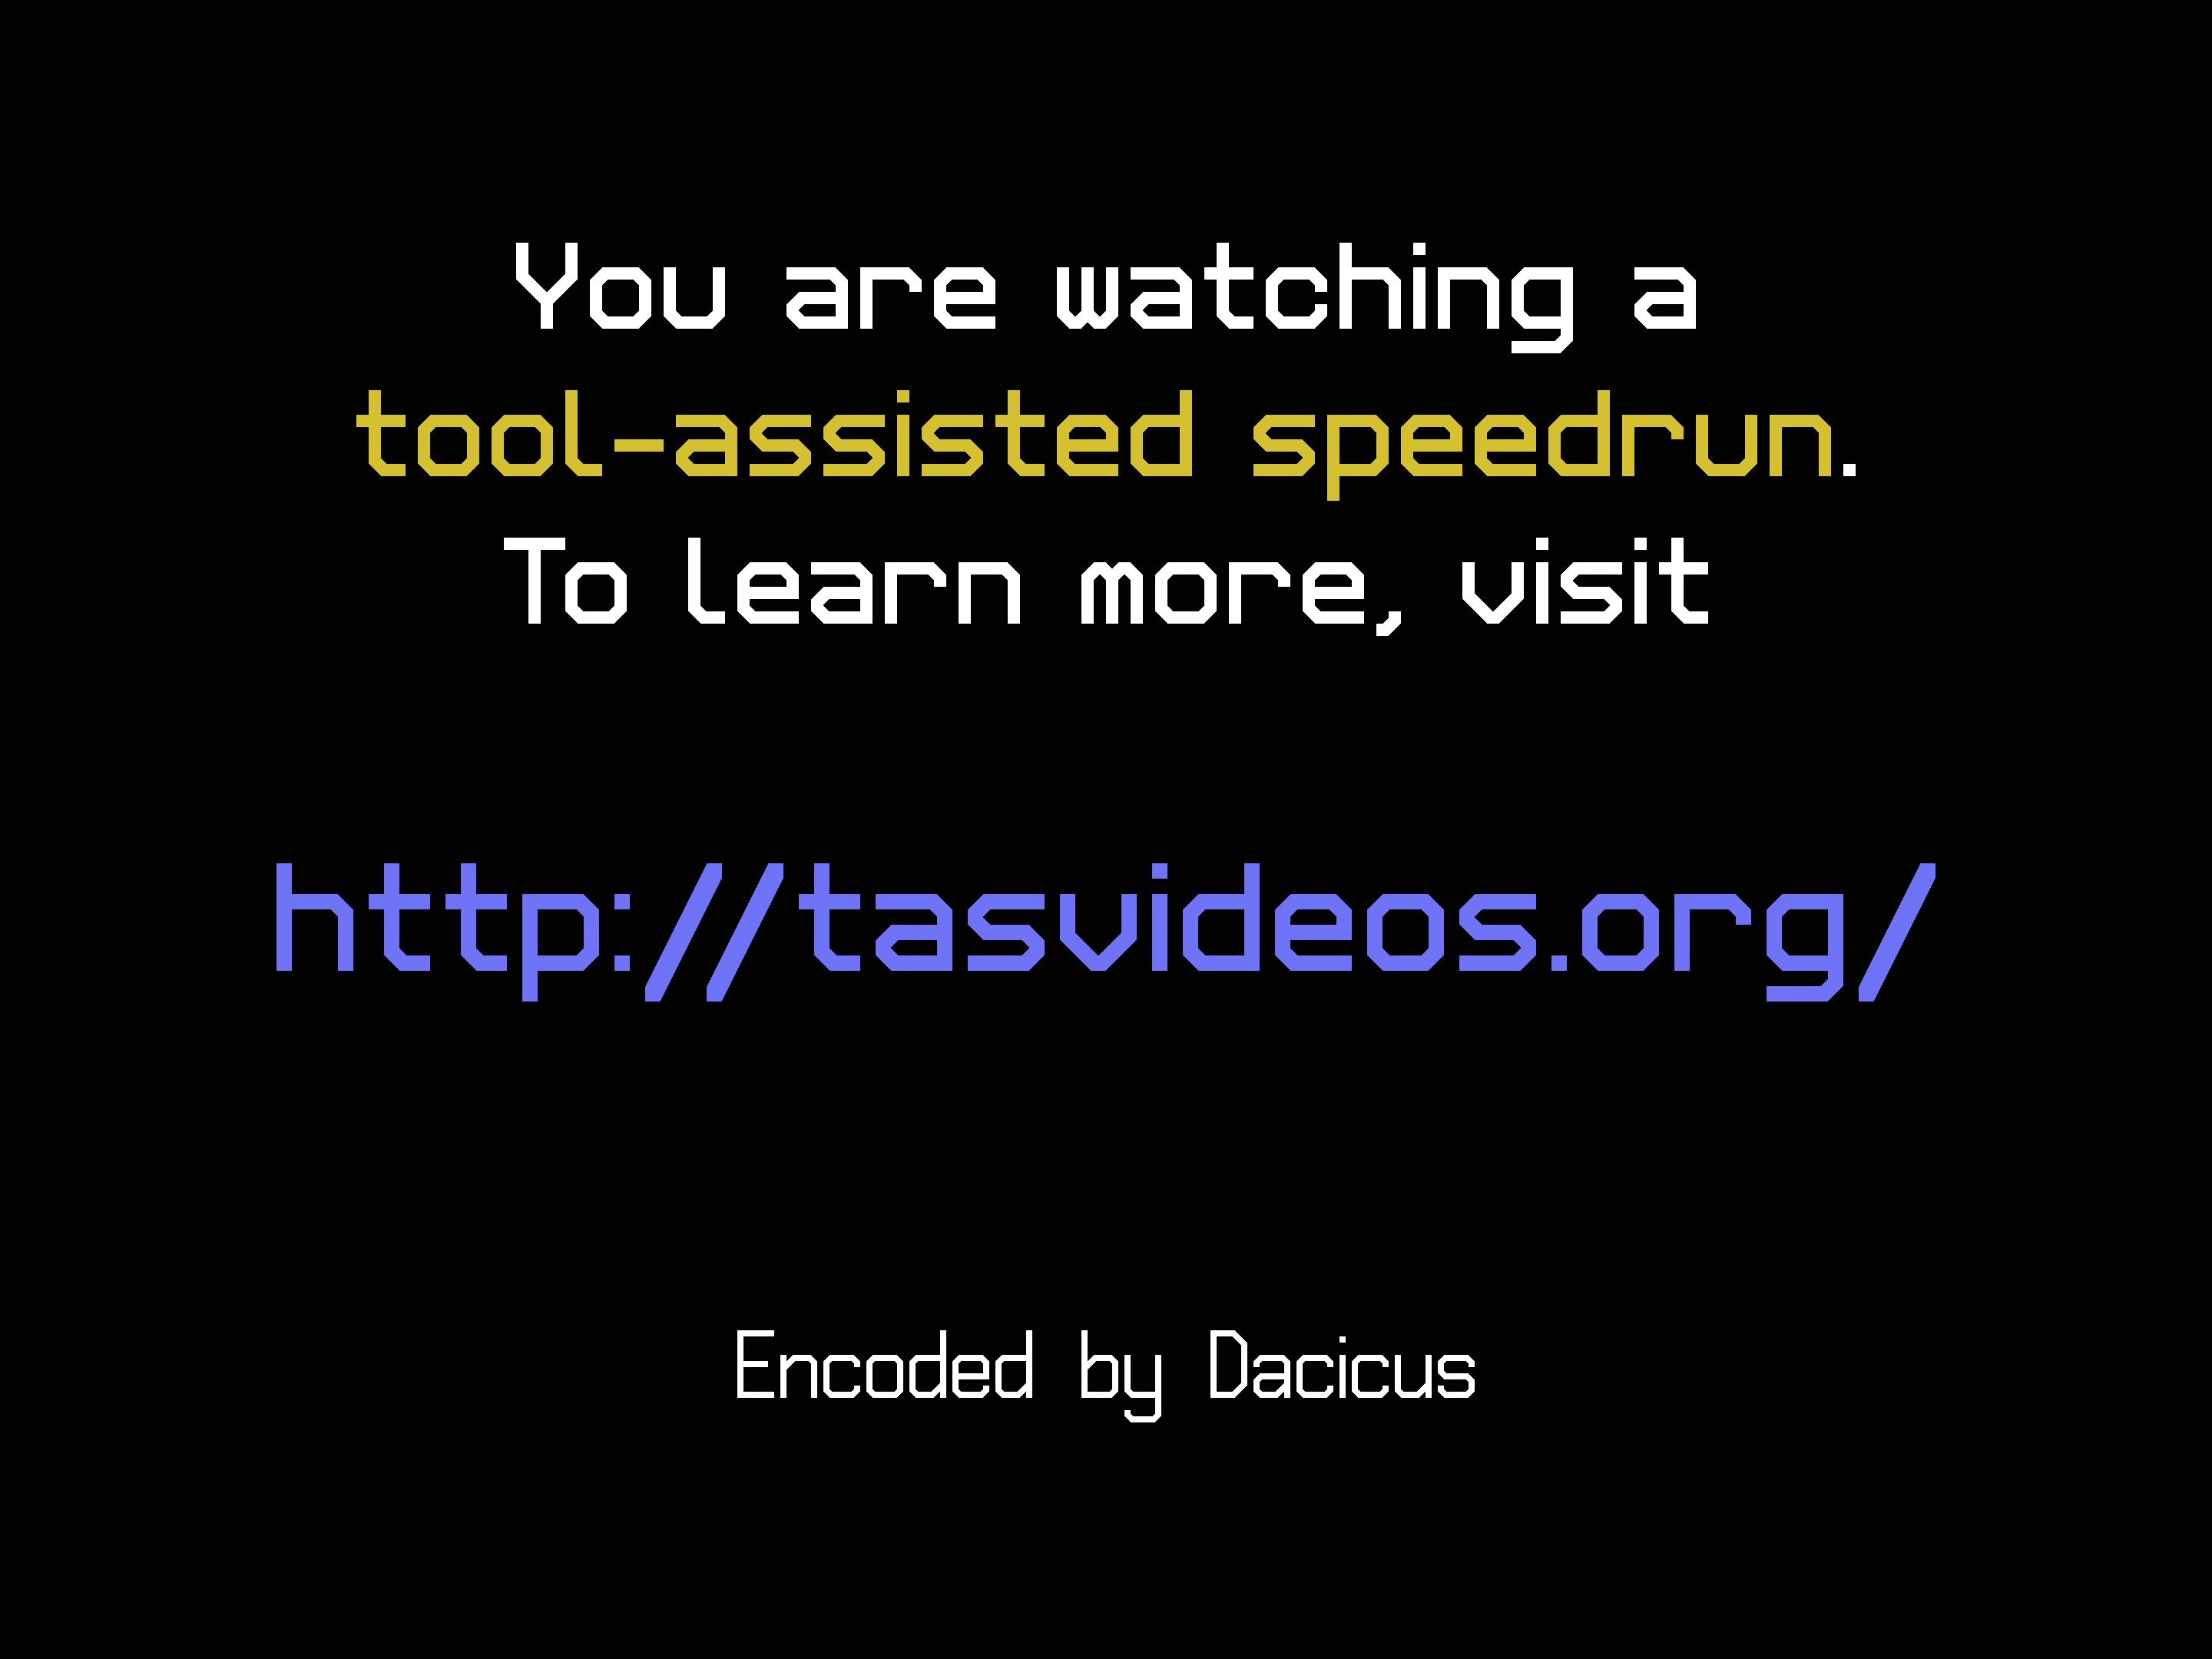 You are watching a
tool-assisted speedrun.
To learn more, visit
http://tasvideos.org/
Encoded by Dacicus